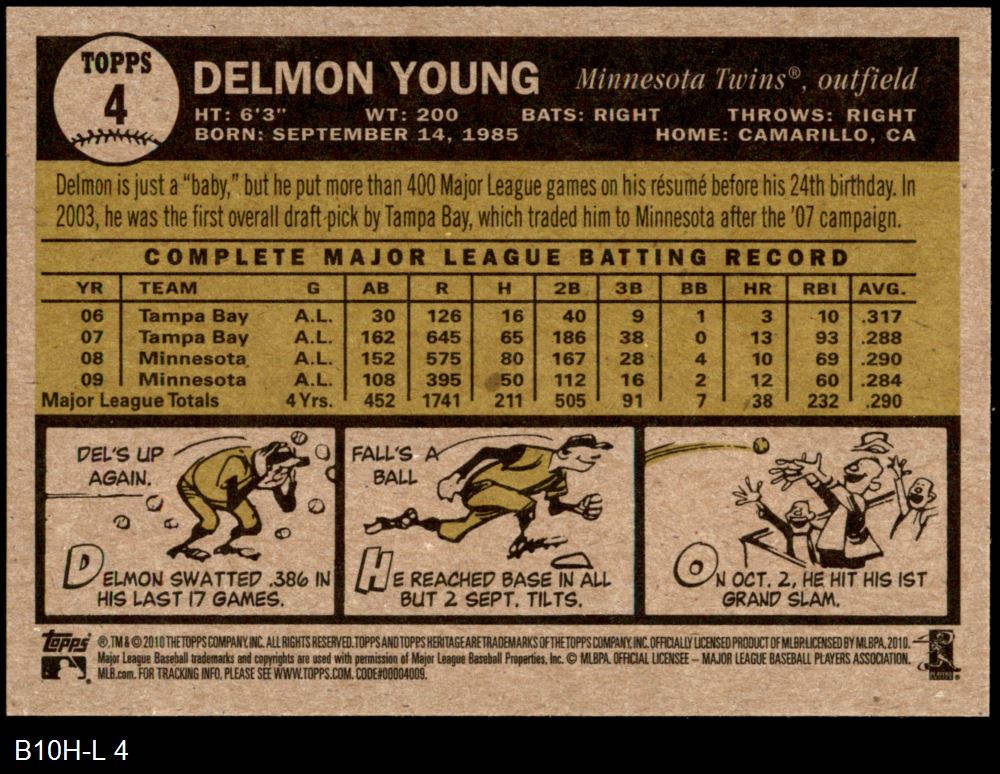 TOPPS
4
DELMON YOUNG Minnesota Twins®, outfield
HT: 6'3" WT: 200 BATS: RIGHT THROWS: RIGHT
BORN: SEPTEMBER 14, 1985 HOME: CAMARILLO, CA
Delmon is just a "baby," but he put more than 400 Major League games on his résumé before his 24th birthday. In
2003, he was the first overall draft pick by Tampa Bay, which traded him to Minnesota after the '07 campaign.
COMPLETE MAJOR LEAGUE BATTING RECORD
YR TEAM G AB R H 2B 3B BB HR RBI AVG.
06 Tampa Bay A.L. 30 126 16 40 9 1 3 10 .317
07 Tampa Bay A.L. 162 645 65 186 38 0 13 93 .288
08 Minnesota A.L. 152 575 80 167 28 4 10 69 .290
09 Minnesota A.L. 108 395 50 112 16 2 12 60 .284
Major League Totals 4 Yrs. 452 1741 211 505 91 7 38 232 .290
DEL'S UP
AGAIN.
DELMON SWATTED .386 IN
HIS LAST 17 GAMES.
FALL'S A
BALL
HE REACHED BASE IN ALL
BUT 2 SEPT. TILTS.
ON OCT. 2, HE HIT HIS 1ST
GRAND SLAM.
topps ®, TM & © 2010 THE TOPPS COMPANY, INC. ALL RIGHTS RESERVED. TOPPS AND TOPPS HERITAGE ARE TRADEMARKS OF THE TOPPS COMPANY, INC. OFFICIALLY LICENSED PRODUCT OF MLBP. LICENSED BY MLBPA, 2010.
Major League Baseball trademarks and copyrights are used with permission of Major League Baseball Properties, Inc. © MLBPA. OFFICIAL LICENSEE – MAJOR LEAGUE BASEBALL PLAYERS ASSOCIATION.
MLB.com. FOR TRACKING INFO, PLEASE SEE WWW.TOPPS.COM. CODE#00004009.
B10H-L 4